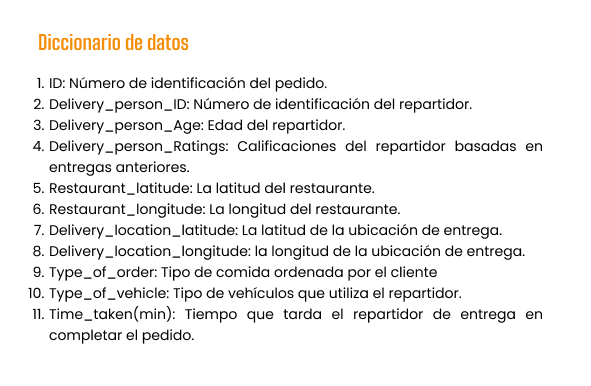 Diccionario de datos
1. ID: Número de identificación del pedido.
2. Delivery_person_ID: Número de identificación del repartidor.
3. Delivery_person_Age: Edad del repartidor.
4. Delivery_person_Ratings: Calificaciones del repartidor basadas en
entregas anteriores.
5. Restaurant_latitude: La latitud del restaurante.
6. Restaurant_longitude: La longitud del restaurante.
7. Delivery_location_latitude: La latitud de la ubicación de entrega.
8. Delivery_location_longitude: la longitud de la ubicación de entrega.
9. Type_of_order: Tipo de comida ordenada por el cliente
10. Type_of_vehicle: Tipo de vehículos que utiliza el repartidor.
11. Time_taken(min): Tiempo que tarda el repartidor de entrega en
completar el pedido.